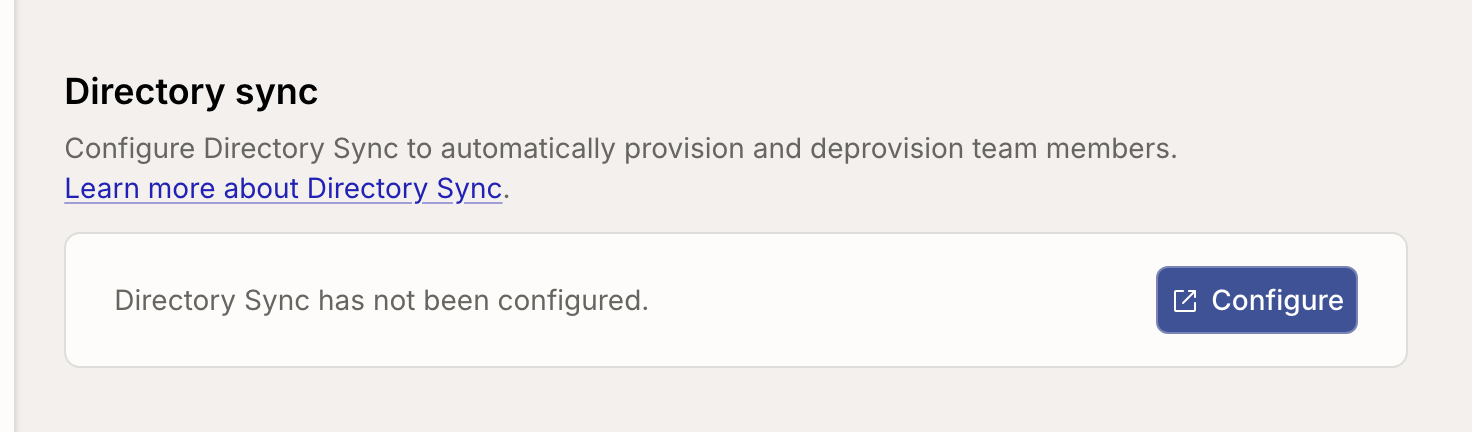 Directory sync
Configure Directory Sync to automatically provision and deprovision team members.
Learn more about Directory Sync.
Directory Sync has not been configured.
Configure